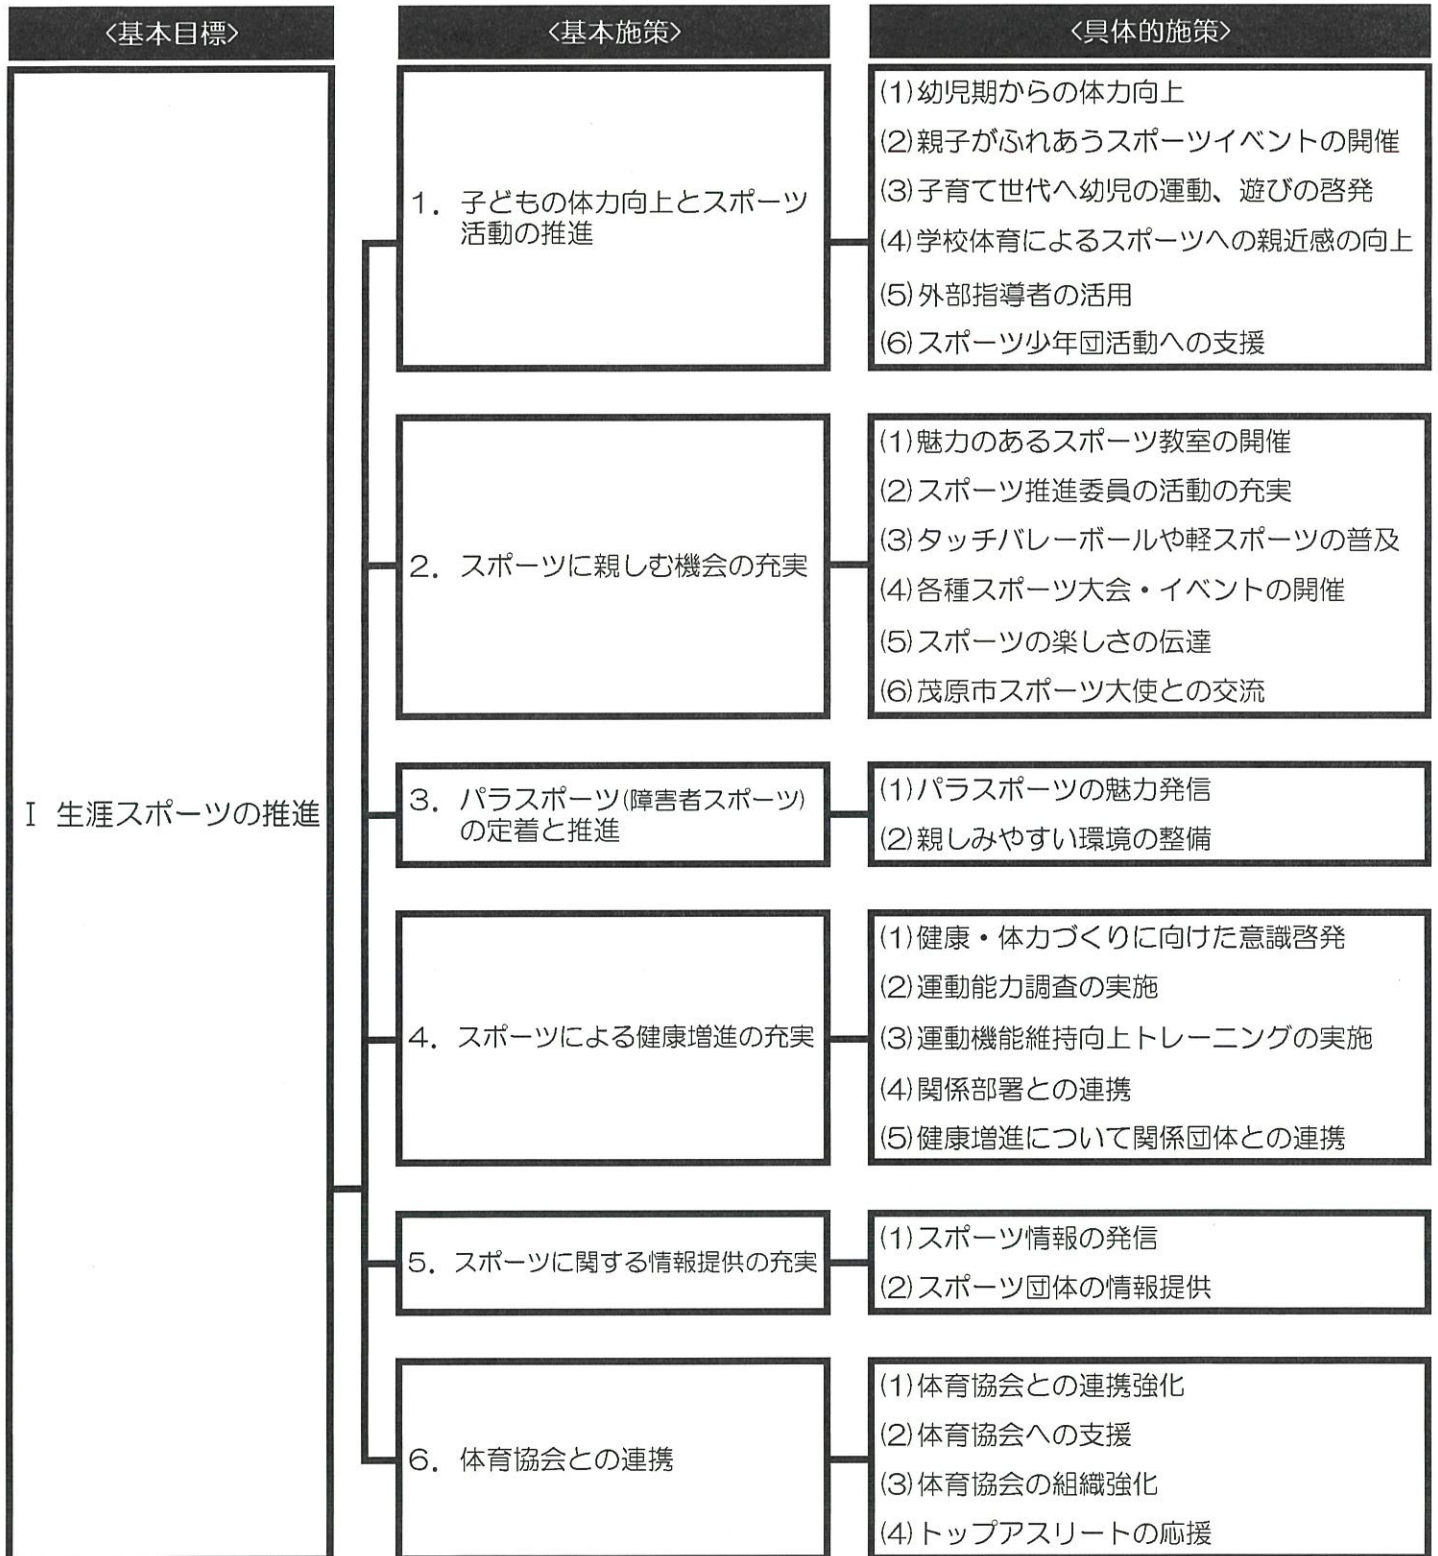 <基本目標>
<基本施策>
<具体的施策>
I 生涯スポーツの推進
1. 子どもの体力向上とスポーツ
活動の推進
(1)幼児期からの体力向上
(2)親子がふれあうスポーツイベントの開催
(3)子育て世代へ幼児の運動、遊びの啓発
(4)学校体育によるスポーツへの親近感の向上
(5)外部指導者の活用
(6)スポーツ少年団活動への支援
2. スポーツに親しむ機会の充実
(1)魅力のあるスポーツ教室の開催
(2)スポーツ推進委員の活動の充実
(3)タッチバレーボールや軽スポーツの普及
(4)各種スポーツ大会・イベントの開催
(5)スポーツの楽しさの伝達
(6)茂原市スポーツ大使との交流
3. パラスポーツ(障害者スポーツ)
の定着と推進
(1)パラスポーツの魅力発信
(2)親しみやすい環境の整備
4. スポーツによる健康増進の充実
(1)健康・体力づくりに向けた意識啓発
(2)運動能力調査の実施
(3)運動機能維持向上トレーニングの実施
(4)関係部署との連携
(5)健康増進について関係団体との連携
5. スポーツに関する情報提供の充実
(1)スポーツ情報の発信
(2)スポーツ団体の情報提供
6. 体育協会との連携
(1)体育協会との連携強化
(2)体育協会への支援
(3)体育協会の組織強化
(4)トップアスリートの応援